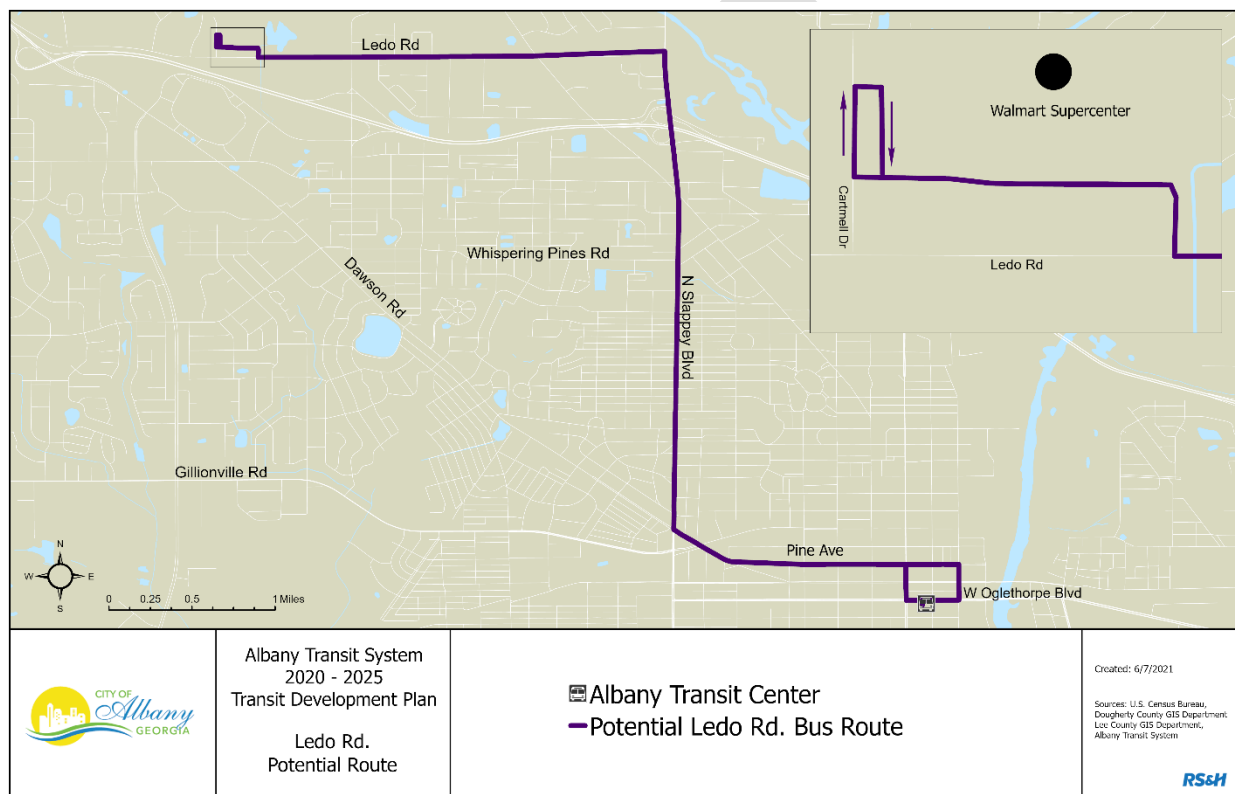 Ledo Rd
Walmart Supercenter
Cartmell Dr
Ledo Rd
Whispering Pines Rd
Dawson Rd
N Slappey Blvd
Gillionville Rd
Pine Ave
W Oglethorpe Blvd
N
W
E
S
0 0.25 0.5 1 Miles
CITY OF
Albany
GEORGIA
Albany Transit System
2020 - 2025
Transit Development Plan
Ledo Rd.
Potential Route
Albany Transit Center
Potential Ledo Rd. Bus Route
Created: 6/7/2021
Sources: U.S. Census Bureau,
Dougherty County GIS Department
Lee County GIS Department,
Albany Transit System
RS&H